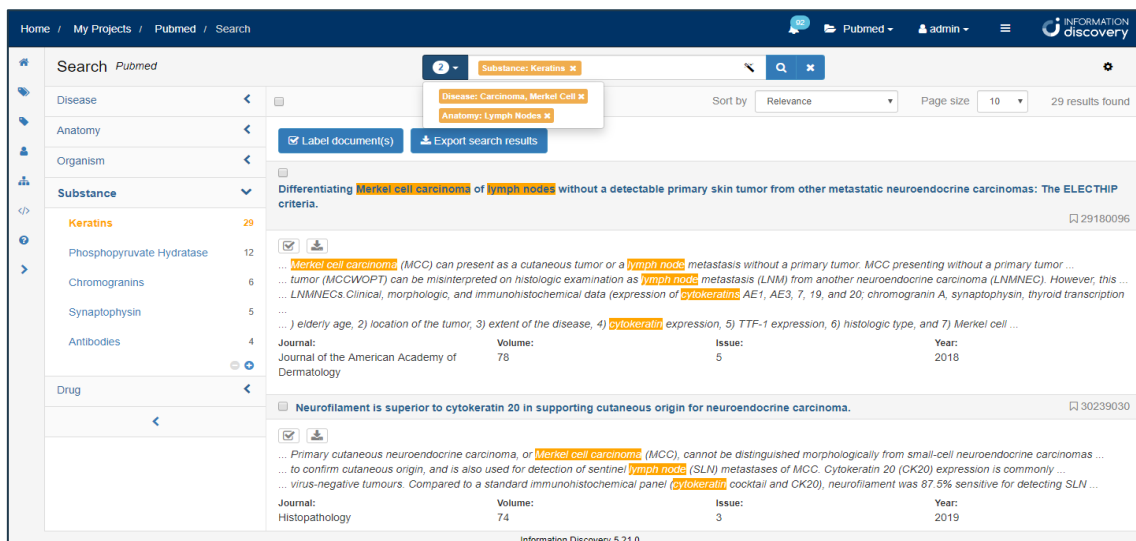 Home / My Projects / Pubmed / Search
92
Pubmed
admin
INFORMATION
discovery
Search Pubmed
2
Substance: Keratins ×
Disease: Carcinoma, Merkel Cell ×
Anatomy: Lymph Nodes ×
Sort by Relevance
Page size 10
29 results found
Disease
Anatomy
Organism
Substance
Keratins 29
Phosphopyruvate Hydratase 12
Chromogranins 6
Synaptophysin 5
Antibodies 4
Drug
Label document(s)
Export search results
Differentiating Merkel cell carcinoma of lymph nodes without a detectable primary skin tumor from other metastatic neuroendocrine carcinomas: The ELECTHIP
criteria.
29180096
... Merkel cell carcinoma (MCC) can present as a cutaneous tumor or a lymph node metastasis without a primary tumor. MCC presenting without a primary tumor ...
... tumor (MCCWOPT) can be misinterpreted on histologic examination as lymph node metastasis (LNM) from another neuroendocrine carcinoma (LNMNEC). However, this ...
... LNMNECs.Clinical, morphologic, and immunohistochemical data (expression of cytokeratins AE1, AE3, 7, 19, and 20; chromogranin A, synaptophysin, thyroid transcription
...
... ) elderly age, 2) location of the tumor, 3) extent of the disease, 4) cytokeratin expression, 5) TTF-1 expression, 6) histologic type, and 7) Merkel cell ...
Journal: Volume: Issue: Year:
Journal of the American Academy of 78 5 2018
Dermatology
Neurofilament is superior to cytokeratin 20 in supporting cutaneous origin for neuroendocrine carcinoma.
30239030
... Primary cutaneous neuroendocrine carcinoma, or Merkel cell carcinoma (MCC), cannot be distinguished morphologically from small-cell neuroendocrine carcinomas ...
... to confirm cutaneous origin, and is also used for detection of sentinel lymph node (SLN) metastases of MCC. Cytokeratin 20 (CK20) expression is commonly ...
... virus-negative tumours. Compared to a standard immunohistochemical panel (cytokeratin cocktail and CK20), neurofilament was 87.5% sensitive for detecting SLN ...
Journal: Volume: Issue: Year:
Histopathology 74 3 2019
Information Discovery 5.21.0